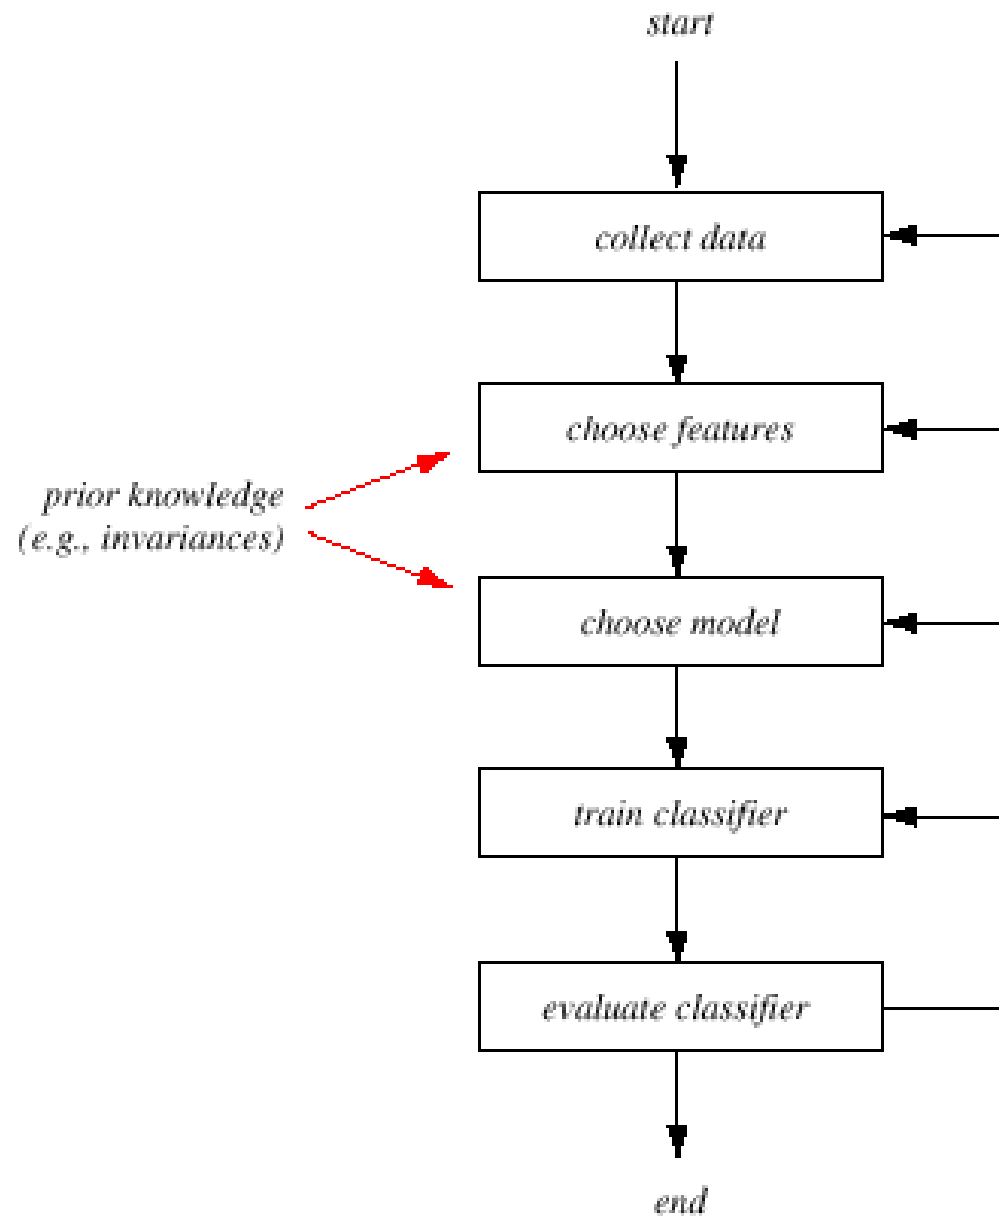 start
collect data
choose features
prior knowledge
(e.g., invariances)
choose model
train classifier
evaluate classifier
end